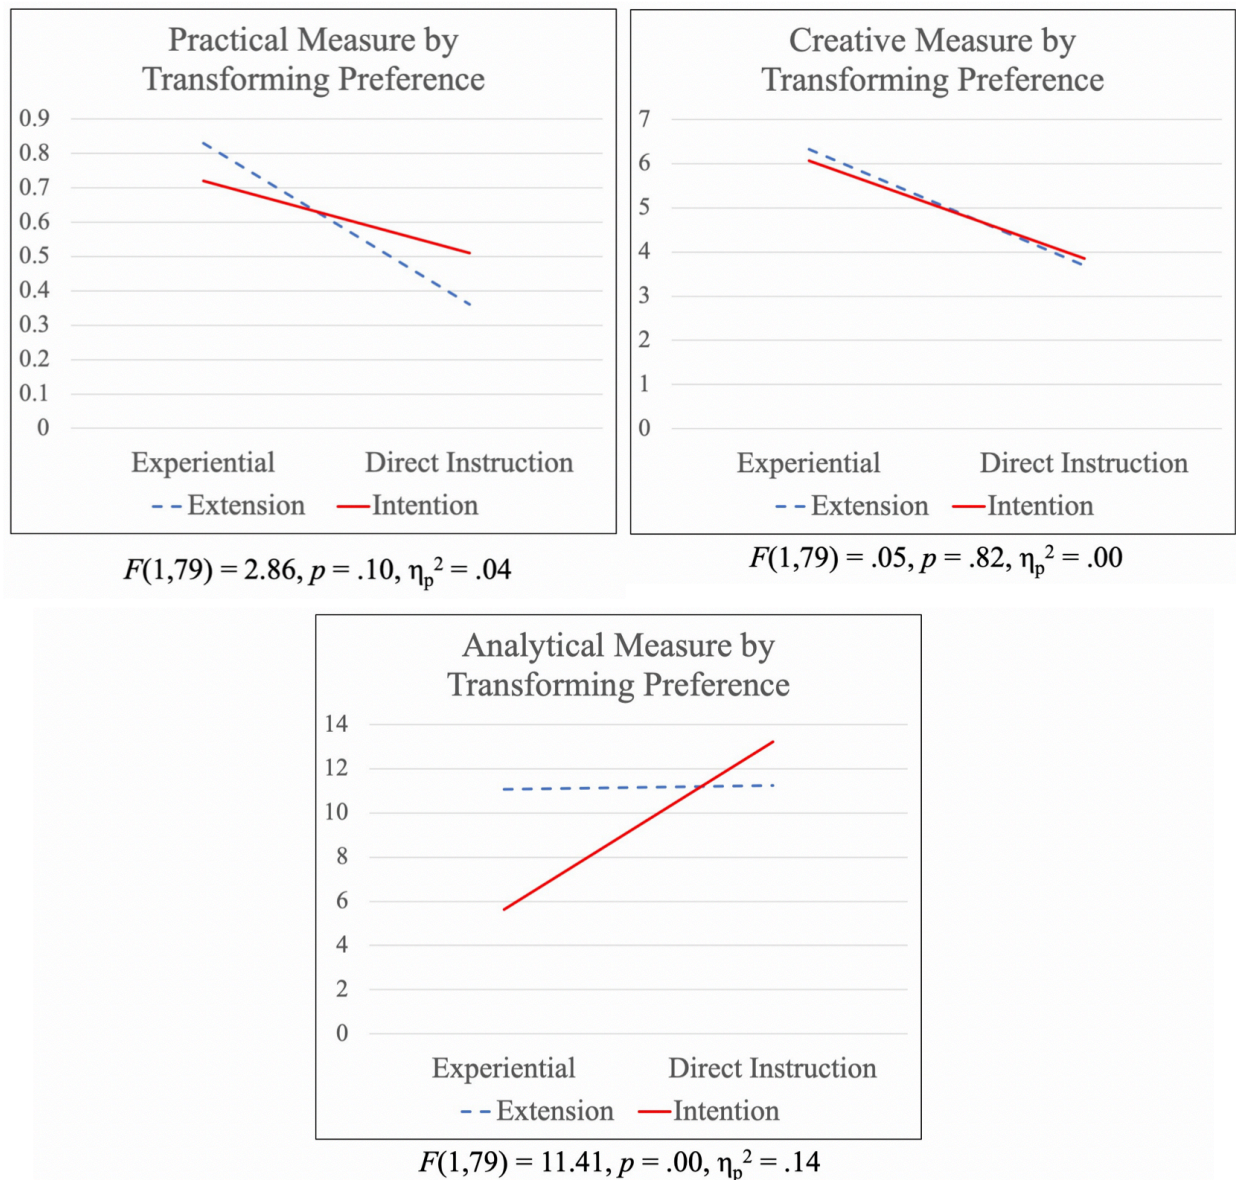 Practical Measure by
Transforming Preference
0.9
0.8
0.7
0.6
0.5
0.4
0.3
0.2
0.1
0
Experiential Direct Instruction
Extension Intention
F(1,79) = 2.86, p = .10, ηp² = .04
Creative Measure by
Transforming Preference
7
6
5
4
3
2
1
0
Experiential Direct Instruction
Extension Intention
F(1,79) = .05, p = .82, ηp² = .00
Analytical Measure by
Transforming Preference
14
12
10
8
6
4
2
0
Experiential Direct Instruction
Extension Intention
F(1,79) = 11.41, p = .00, ηp² = .14